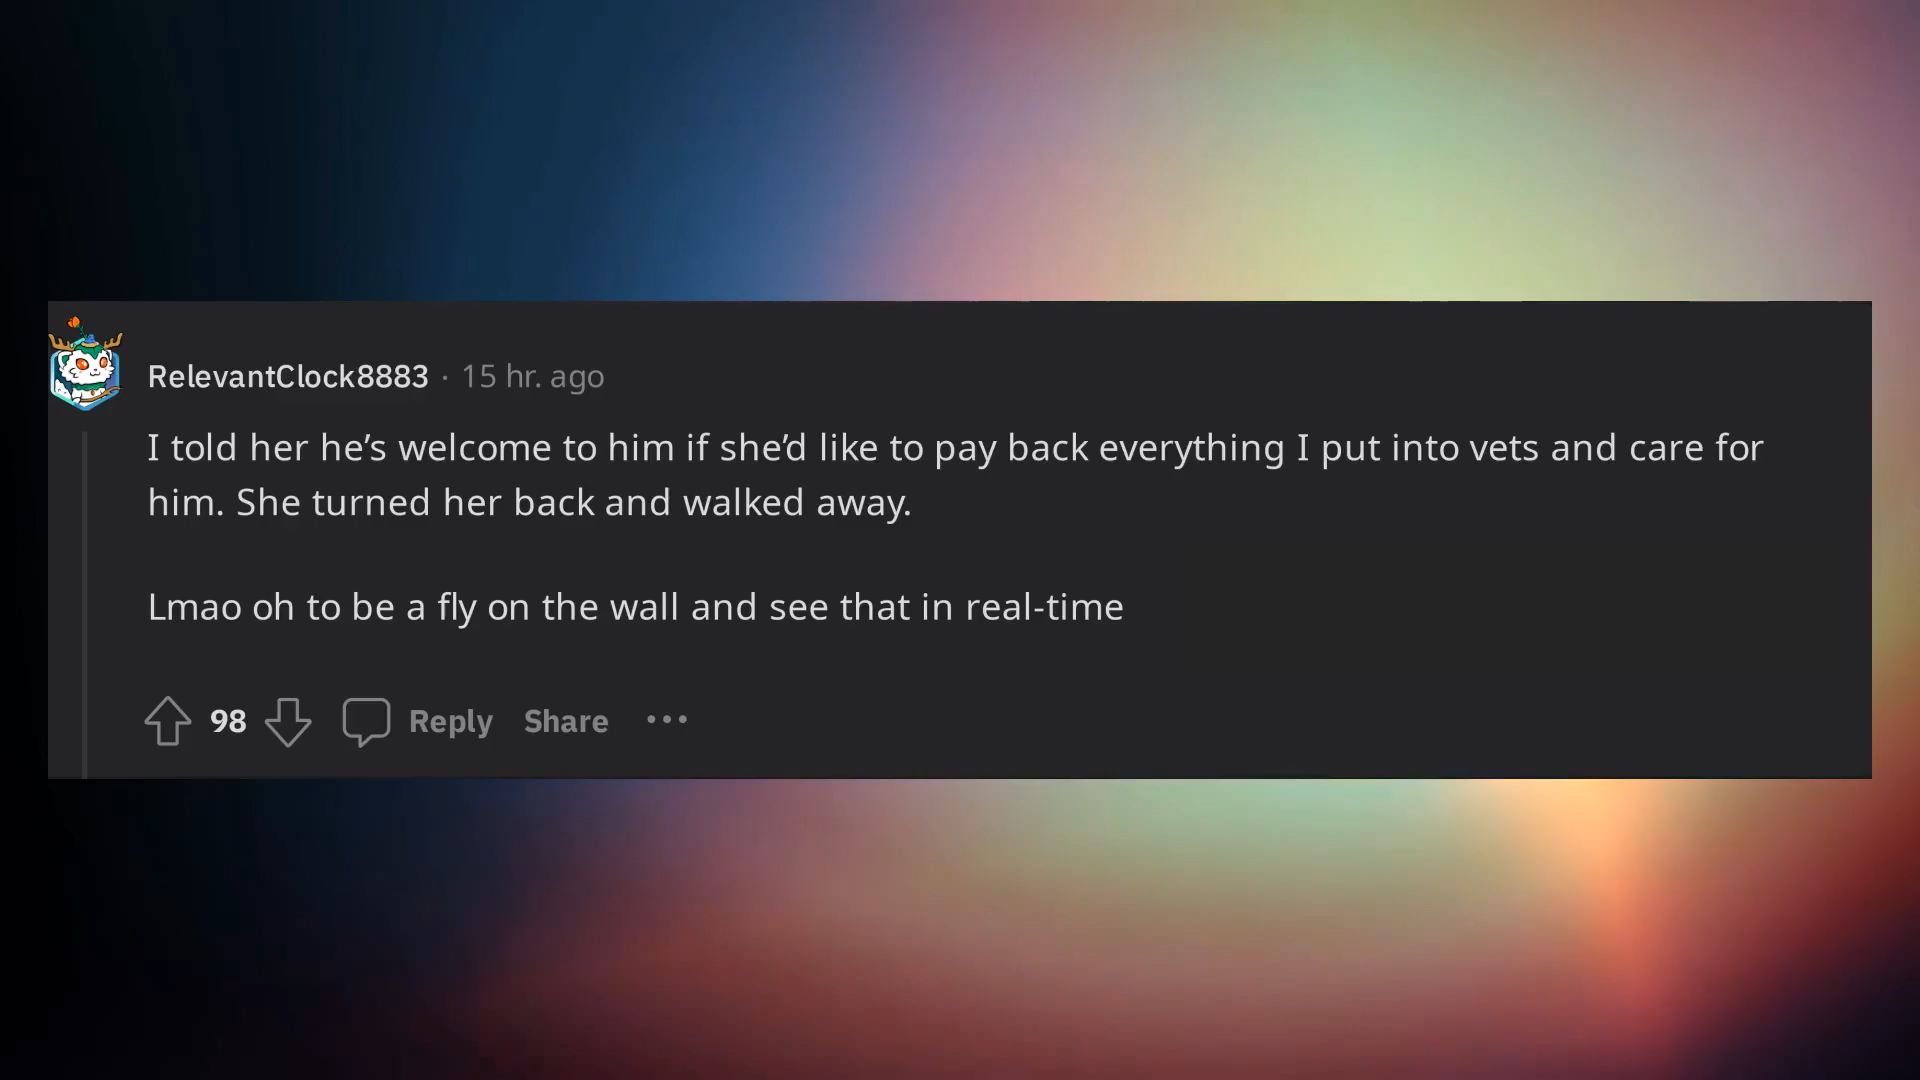 RelevantClock8883 · 15 hr. ago
I told her he’s welcome to him if she’d like to pay back everything I put into vets and care for
him. She turned her back and walked away.
Lmao oh to be a fly on the wall and see that in real-time
98 Reply Share ···